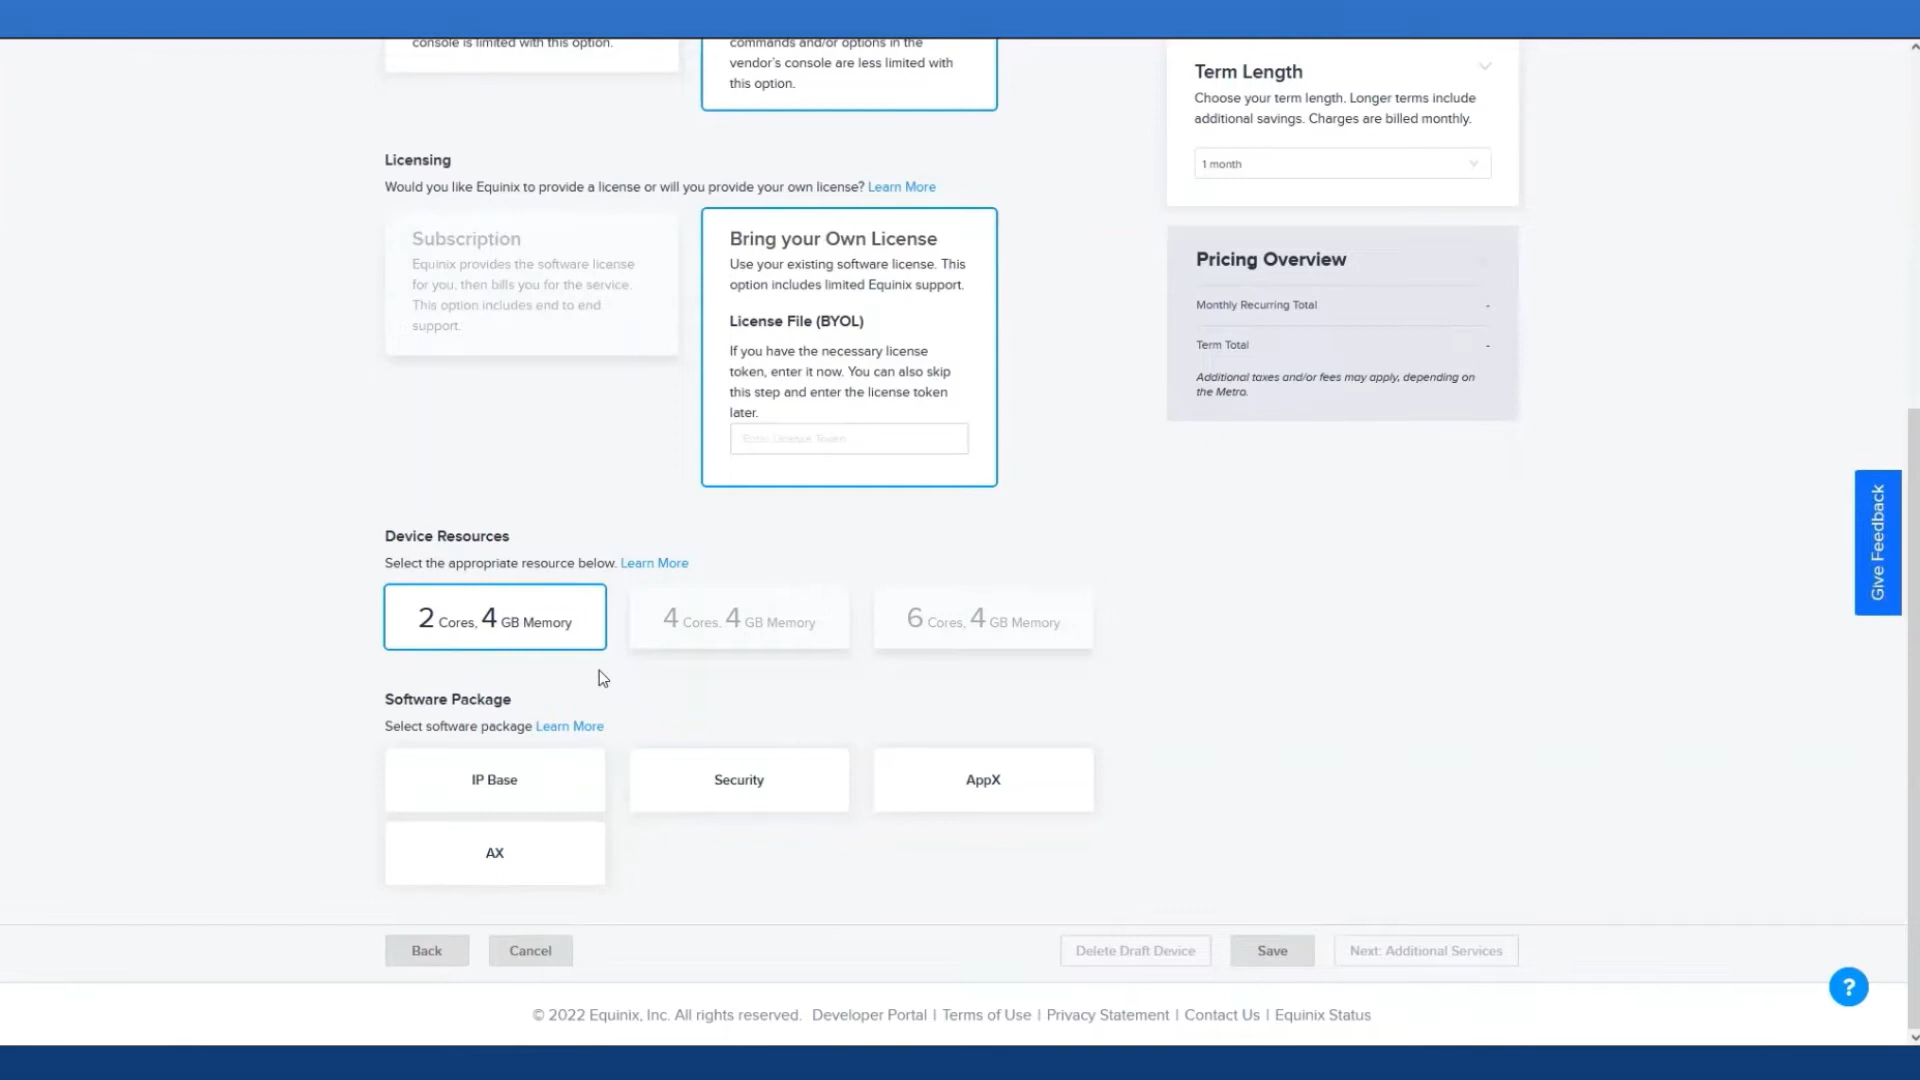 console is limited with this option.
commands and/or options in the
vendor's console are less limited with
this option.
Term Length
Choose your term length. Longer terms include
additional savings. Charges are billed monthly.
1 month
Licensing
Would you like Equinix to provide a license or will you provide your own license? Learn More
Subscription
Equinix provides the software license
for you, then bills you for the service.
This option includes end to end
support.
Bring your Own License
Use your existing software license. This
option includes limited Equinix support.
License File (BYOL)
If you have the necessary license
token, enter it now. You can also skip
this step and enter the license token
later.
Enter License Token
Pricing Overview
Monthly Recurring Total -
Term Total -
Additional taxes and/or fees may apply, depending on
the Metro.
Give Feedback
Device Resources
Select the appropriate resource below. Learn More
2 Cores, 4 GB Memory
4 Cores, 4 GB Memory
6 Cores, 4 GB Memory
Software Package
Select software package Learn More
IP Base
Security
AppX
AX
Back
Cancel
Delete Draft Device
Save
Next: Additional Services
?
© 2022 Equinix, Inc. All rights reserved. Developer Portal | Terms of Use | Privacy Statement | Contact Us | Equinix Status